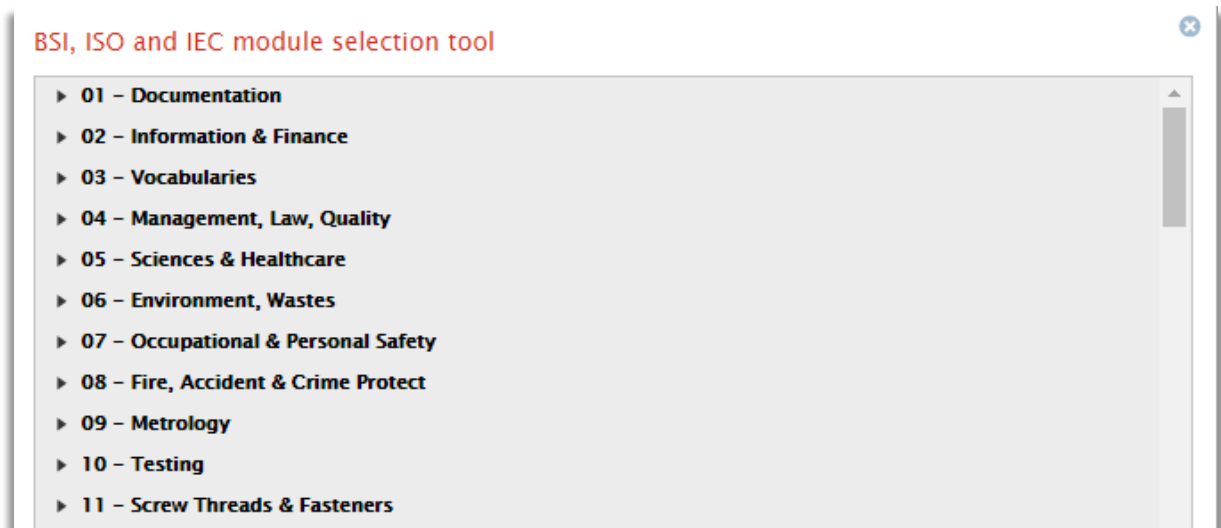 BSI, ISO and IEC module selection tool
01 – Documentation
02 – Information & Finance
03 – Vocabularies
04 – Management, Law, Quality
05 – Sciences & Healthcare
06 – Environment, Wastes
07 – Occupational & Personal Safety
08 – Fire, Accident & Crime Protect
09 – Metrology
10 – Testing
11 – Screw Threads & Fasteners